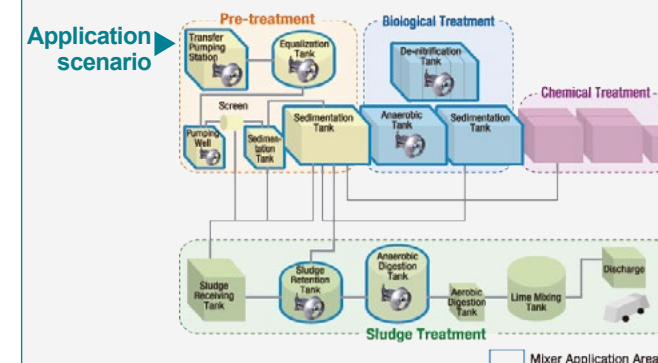 Application
scenario
Pre-treatment
Transfer
Pumping
Station
Equalization
Tank
Screen
Pumping
Well
Sedimen-
tation
Tank
Sedimentation
Tank
Biological Treatment
De-nitrification
Tank
Anaerobic
Tank
Sedimentation
Tank
Chemical Treatment
Sludge
Receiving
Tank
Sludge
Retention
Tank
Anaerobic
Digestion
Tank
Aerobic
Digestion
Tank
Lime Mixing
Tank
Discharge
Sludge Treatment
Mixer Application Area